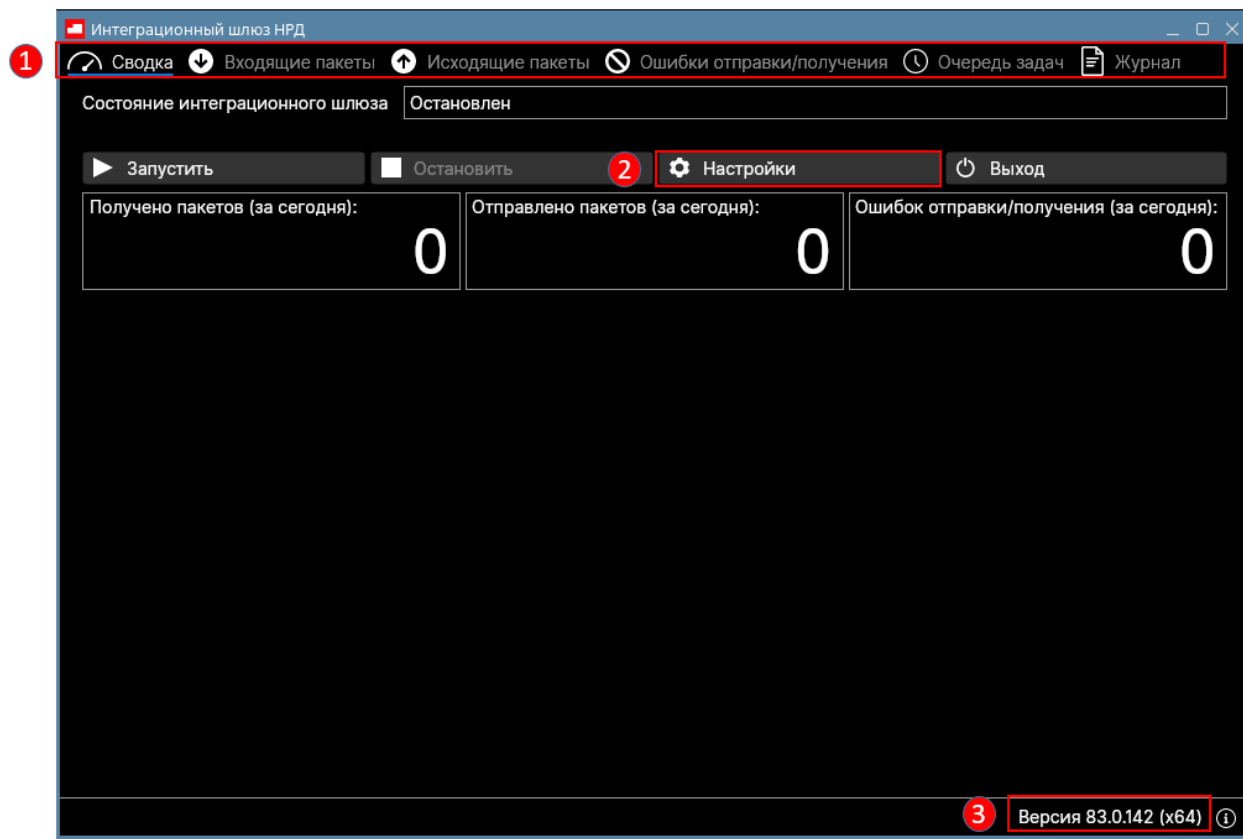 Интеграционный шлюз НРД
1 Сводка Входящие пакеты Исходящие пакеты Ошибки отправки/получения Очередь задач Журнал
Состояние интеграционного шлюза Остановлен
Запустить Остановить 2 Настройки Выход
Получено пакетов (за сегодня): Отправлено пакетов (за сегодня): Ошибок отправки/получения (за сегодня):
0 0 0
3 Версия 83.0.142 (x64)